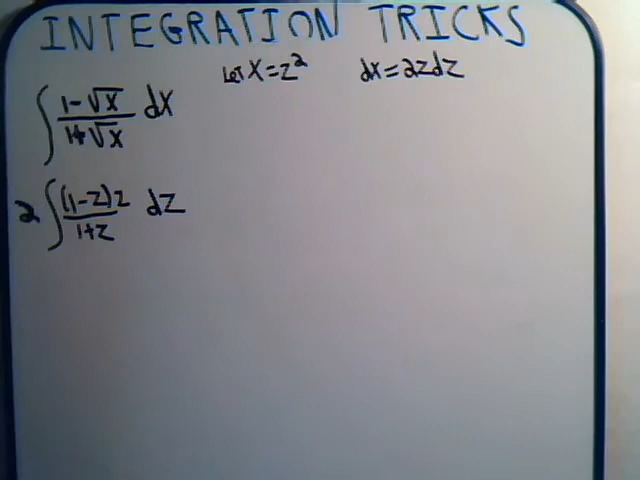 INTEGRATION TRICKS
Let X = z² dx = 2z dz
∫ (1-√x)/(1+√x) dx
2 ∫ ((1-z)z)/(1+z) dz